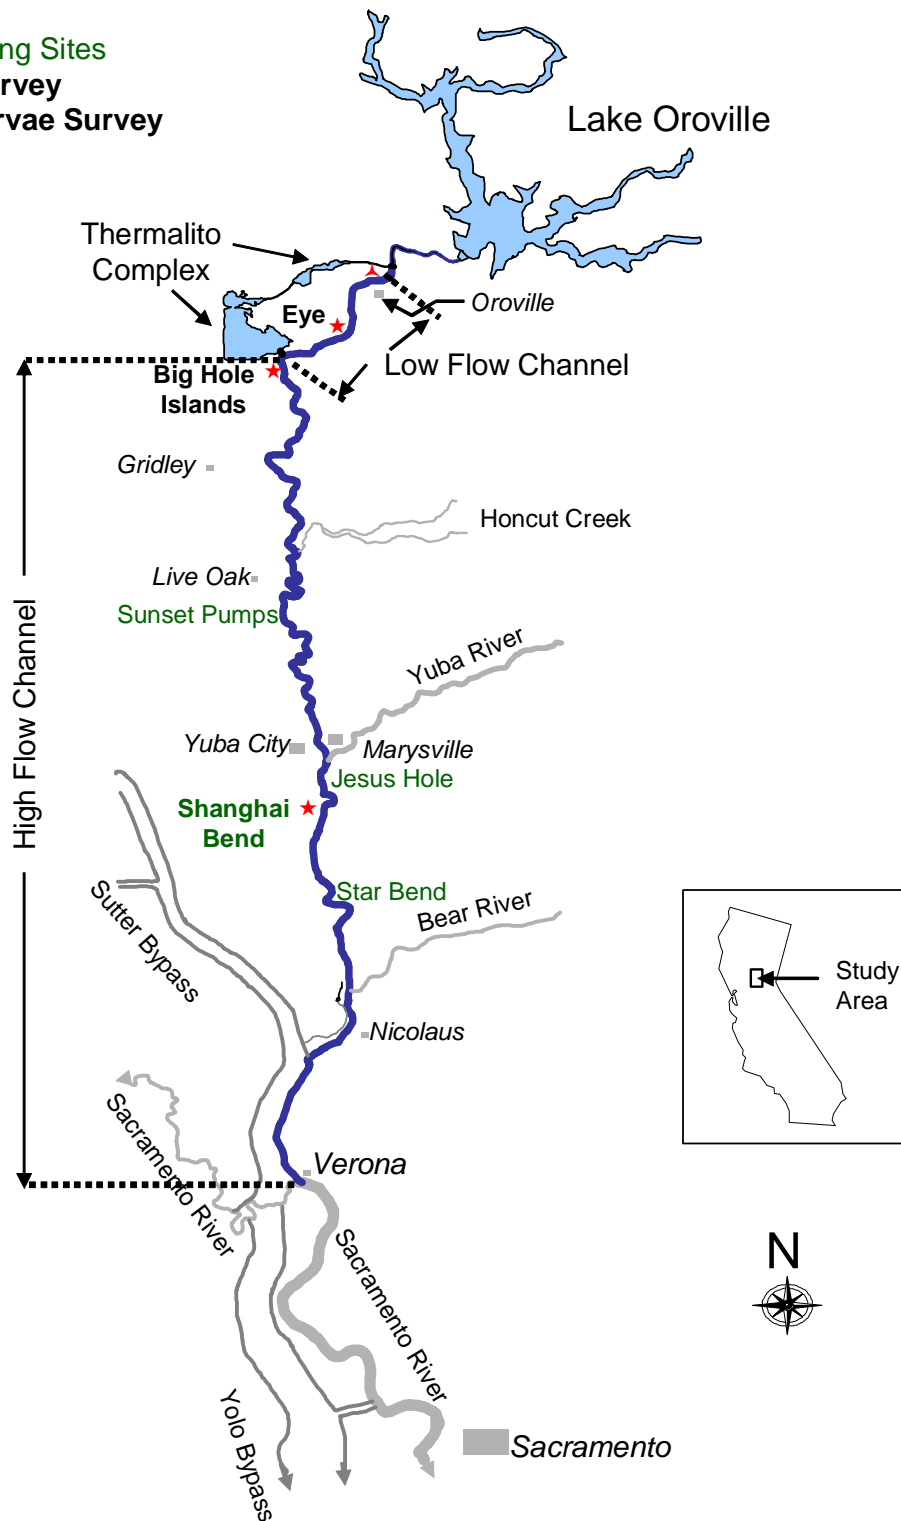 ng Sites
rvey
rvae Survey
Lake Oroville
Thermalito
Complex
Oroville
Eye
Low Flow Channel
Big Hole
Islands
Gridley
Honcut Creek
Live Oak
Sunset Pumps
High Flow Channel
Yuba River
Yuba City
Marysville
Jesus Hole
Shanghai
Bend
Star Bend
Sutter Bypass
Bear River
Study
Area
Nicolaus
Sacramento River
Verona
Sacramento River
N
Yolo Bypass
Sacramento